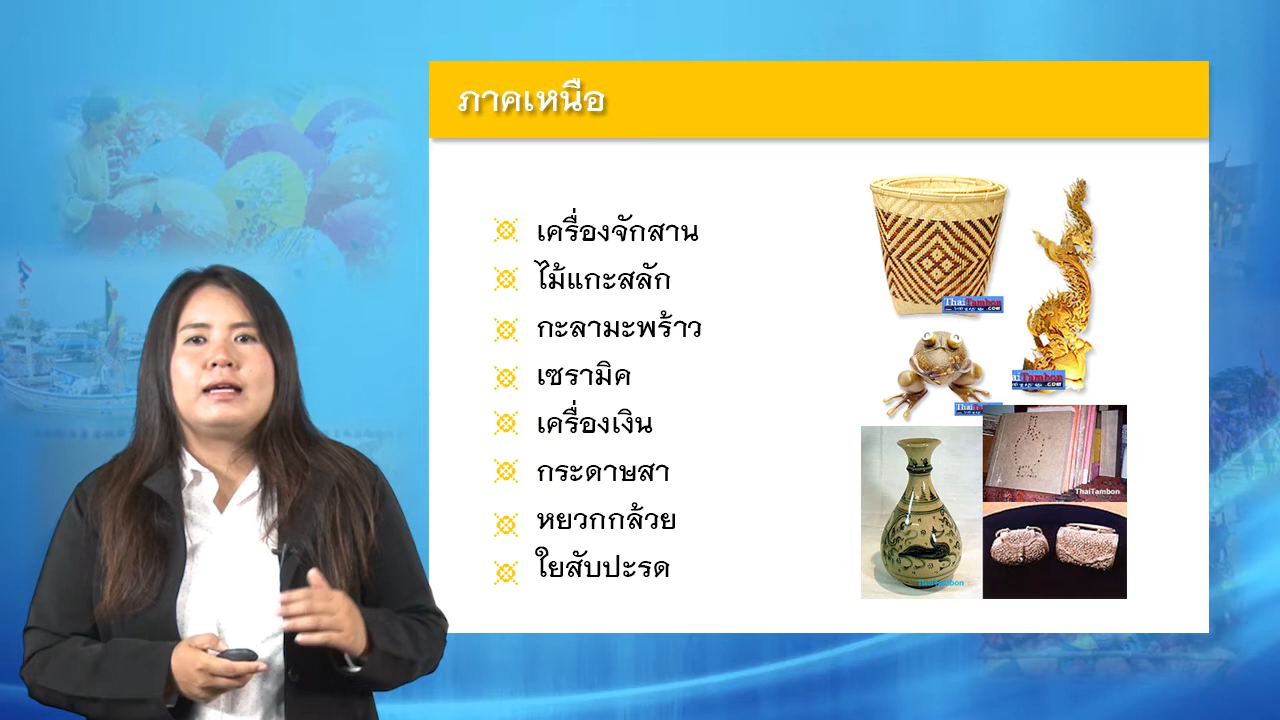 ภาคเหนือ
เครื่องจักสาน
ไม้แกะสลัก
กะลามะพร้าว
เซรามิค
เครื่องเงิน
กระดาษสา
หยวกกล้วย
ใยสับปะรด
ThaiTambon
.com
ThaiTambon
ThaiTambon